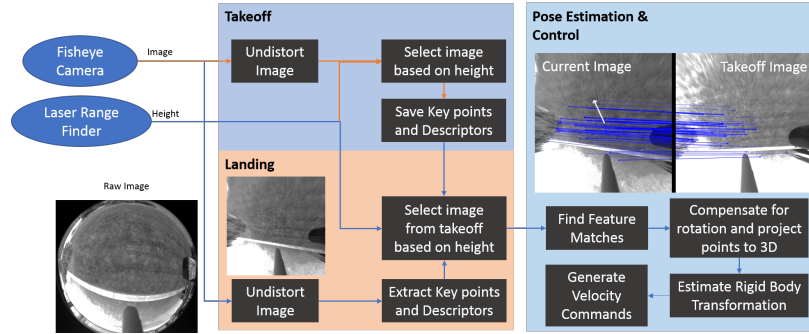 Takeoff
Fisheye
Camera
Image
Undistort
Image
Select image
based on height
Laser Range
Finder
Height
Save Key points
and Descriptors
Landing
Raw Image
Select image
from takeoff
based on height
Undistort
Image
Extract Key points
and Descriptors
Pose Estimation &
Control
Current Image
Takeoff Image
Find Feature
Matches
Compensate for
rotation and project
points to 3D
Generate
Velocity
Commands
Estimate Rigid Body
Transformation